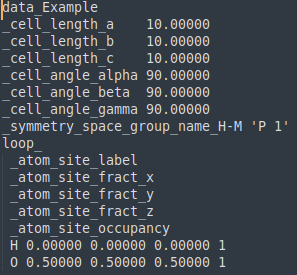 data_Example
_cell_length_a    10.00000
_cell_length_b    10.00000
_cell_length_c    10.00000
_cell_angle_alpha 90.00000
_cell_angle_beta  90.00000
_cell_angle_gamma 90.00000
_symmetry_space_group_name_H-M 'P 1'
loop_
 _atom_site_label
 _atom_site_fract_x
 _atom_site_fract_y
 _atom_site_fract_z
 _atom_site_occupancy
 H 0.00000 0.00000 0.00000 1
 O 0.50000 0.50000 0.50000 1